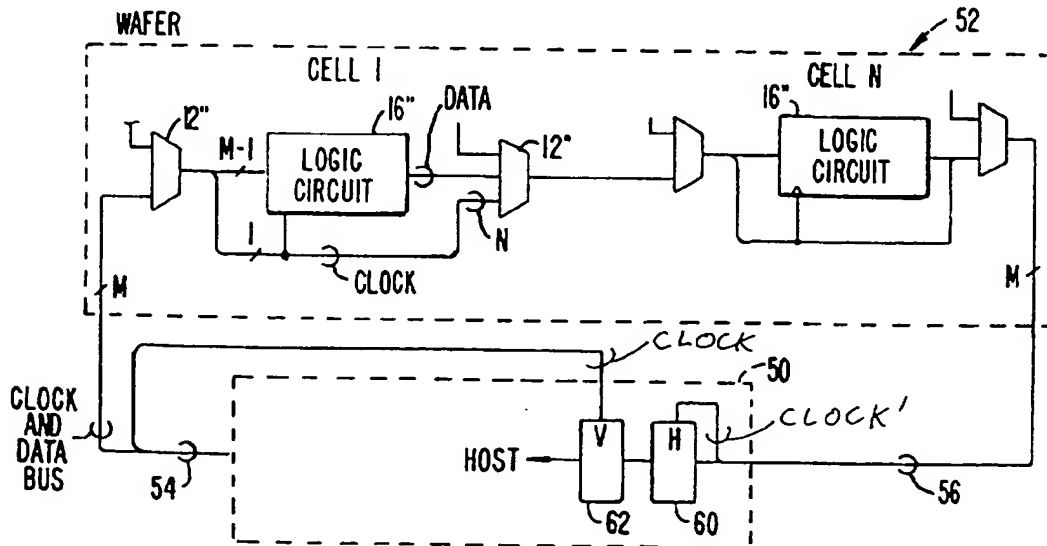 WAFER
52
CELL 1
CELL N
12"
16"
DATA
12"
16"
M-1
LOGIC
CIRCUIT
LOGIC
CIRCUIT
1
N
CLOCK
M
M
CLOCK
50
CLOCK
AND
DATA
BUS
CLOCK'
V
H
HOST
54
62
60
56